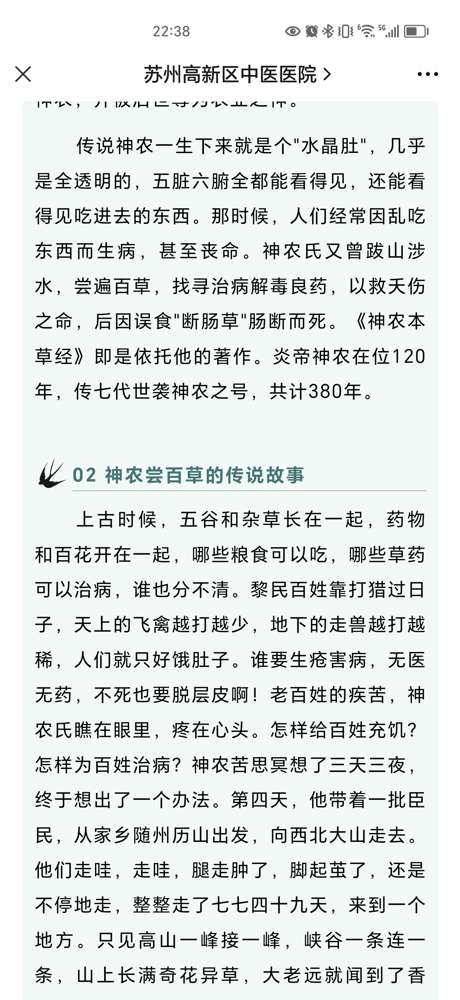 22:38
6 5G
苏州高新区中医医院
神农，并被后世尊为农业之神。
传说神农一生下来就是个"水晶肚"，几乎
是全透明的，五脏六腑全都能看得见，还能看
得见吃进去的东西。那时候，人们经常因乱吃
东西而生病，甚至丧命。神农氏又曾跋山涉
水，尝遍百草，找寻治病解毒良药，以救夭伤
之命，后因误食"断肠草"肠断而死。《神农本
草经》即是依托他的著作。炎帝神农在位120
年，传七代世袭神农之号，共计380年。
02 神农尝百草的传说故事
上古时候，五谷和杂草长在一起，药物
和百花开在一起，哪些粮食可以吃，哪些草药
可以治病，谁也分不清。黎民百姓靠打猎过日
子，天上的飞禽越打越少，地下的走兽越打越
稀，人们就只好饿肚子。谁要生疮害病，无医
无药，不死也要脱层皮啊！老百姓的疾苦，神
农氏瞧在眼里，疼在心头。怎样给百姓充饥？
怎样为百姓治病？神农苦思冥想了三天三夜，
终于想出了一个办法。第四天，他带着一批臣
民，从家乡随州历山出发，向西北大山走去。
他们走哇，走哇，腿走肿了，脚起茧了，还是
不停地走，整整走了七七四十九天，来到一个
地方。只见高山一峰接一峰，峡谷一条连一
条，山上长满奇花异草，大老远就闻到了香